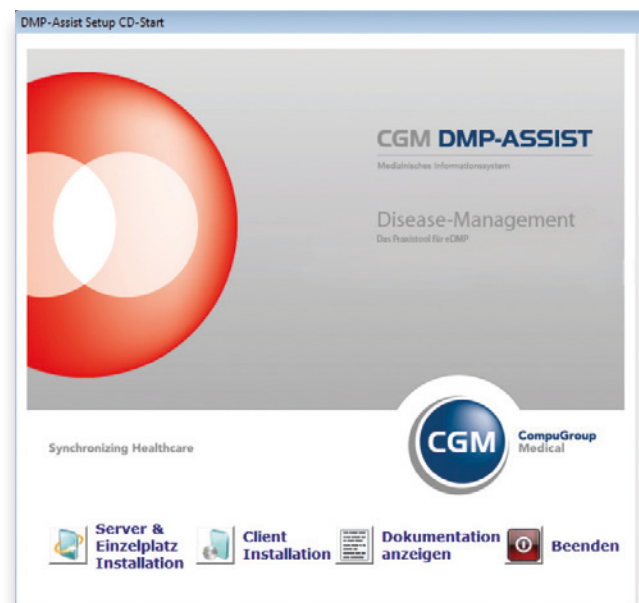 DMP-Assist Setup CD-Start
CGM DMP-ASSIST
Medizinisches Informationssystem
Disease-Management
Das Praxistool für eDMP
Synchronizing Healthcare
CGM
CompuGroup
Medical
Server &
Einzelplatz
Installation
Client
Installation
Dokumentation
anzeigen
Beenden